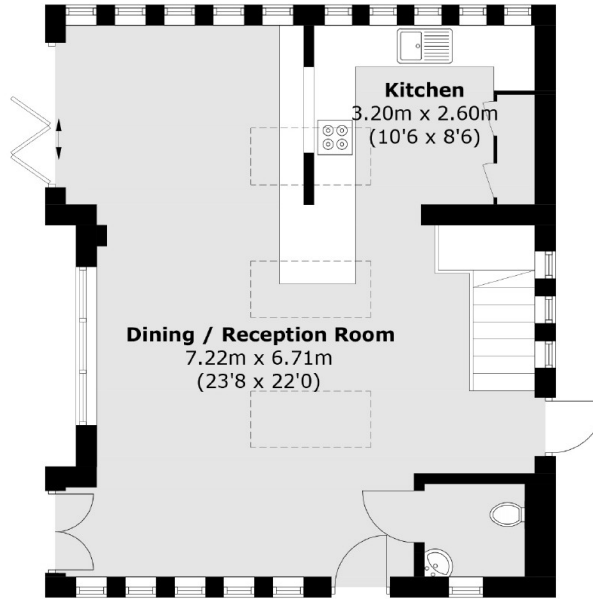 Kitchen
3.20m x 2.60m
(10'6 x 8'6)
Dining / Reception Room
7.22m x 6.71m
(23'8 x 22'0)